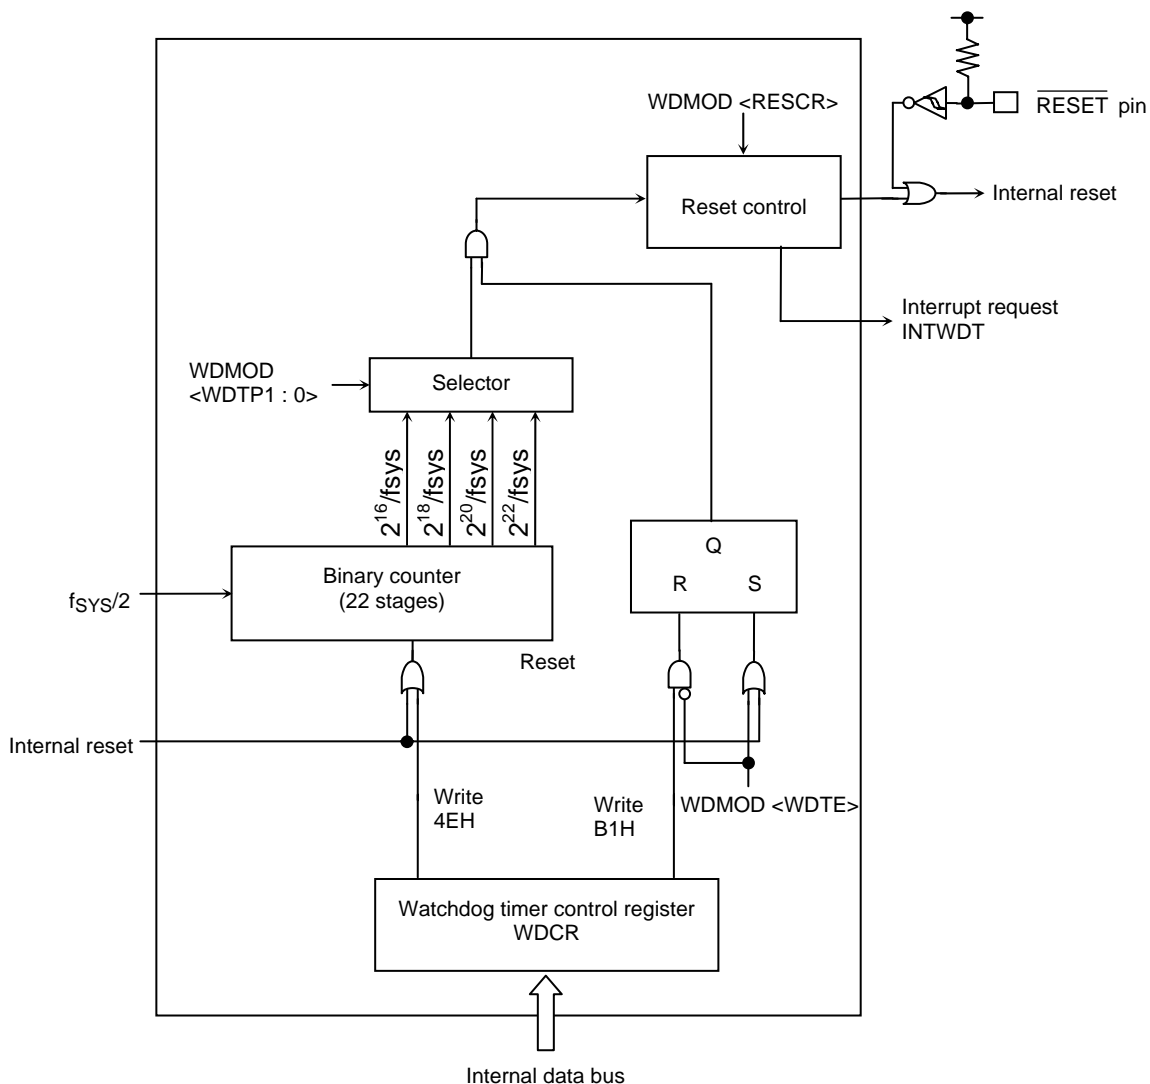 WDMOD <RESCR>
RESET pin
Reset control
Internal reset
Interrupt request
INTWDT
WDMOD
<WDTP1 : 0>
Selector
2^16/fsys
2^18/fsys
2^20/fsys
2^22/fsys
Q
R
S
Binary counter
(22 stages)
fSYS/2
Reset
Internal reset
Write
4EH
Write
B1H
WDMOD <WDTE>
Watchdog timer control register
WDCR
Internal data bus